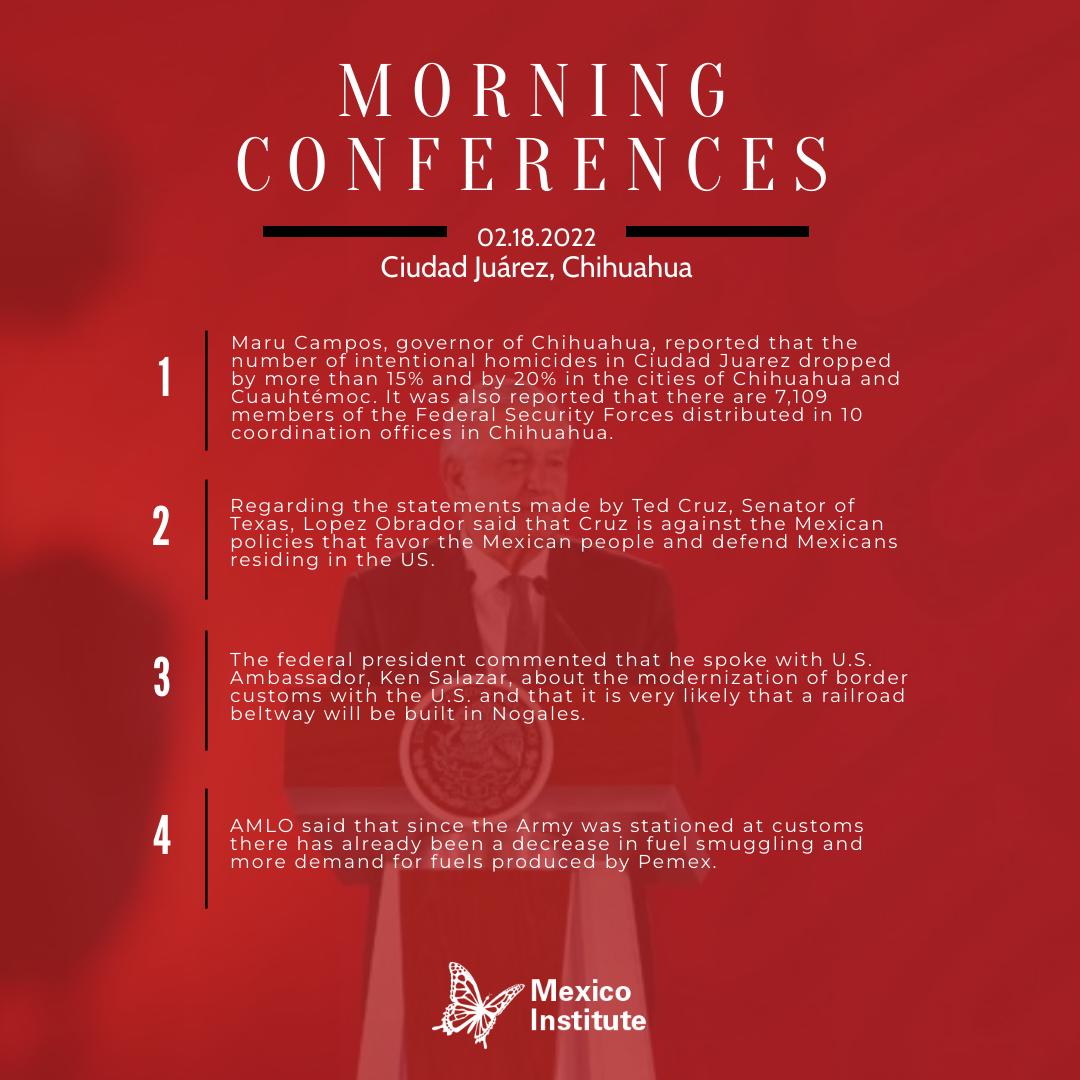 MORNING
CONFERENCES
02.18.2022
Ciudad Juárez, Chihuahua
1
Maru Campos, governor of Chihuahua, reported that the
number of intentional homicides in Ciudad Juarez dropped
by more than 15% and by 20% in the cities of Chihuahua and
Cuauhtémoc. It was also reported that there are 7,109
members of the Federal Security Forces distributed in 10
coordination offices in Chihuahua.
2
Regarding the statements made by Ted Cruz, Senator of
Texas, Lopez Obrador said that Cruz is against the Mexican
policies that favor the Mexican people and defend Mexicans
residing in the US.
3
The federal president commented that he spoke with U.S.
Ambassador, Ken Salazar, about the modernization of border
customs with the U.S. and that it is very likely that a railroad
beltway will be built in Nogales.
4
AMLO said that since the Army was stationed at customs
there has already been a decrease in fuel smuggling and
more demand for fuels produced by Pemex.
Mexico
Institute